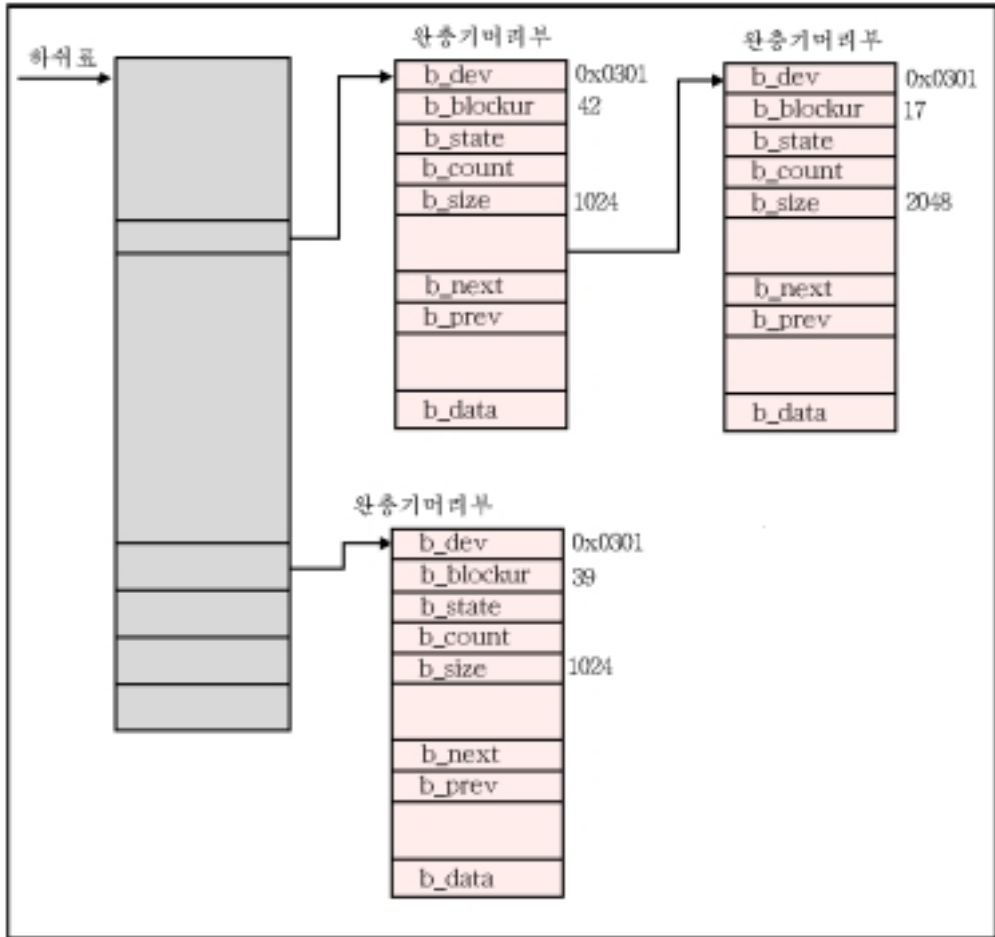 하쉬표
완충기머리부
b_dev 0x0301
b_blockur 42
b_state
b_count
b_size 1024
b_next
b_prev
b_data
완충기머리부
b_dev 0x0301
b_blockur 17
b_state
b_count
b_size 2048
b_next
b_prev
b_data
완충기머리부
b_dev 0x0301
b_blockur 39
b_state
b_count
b_size 1024
b_next
b_prev
b_data